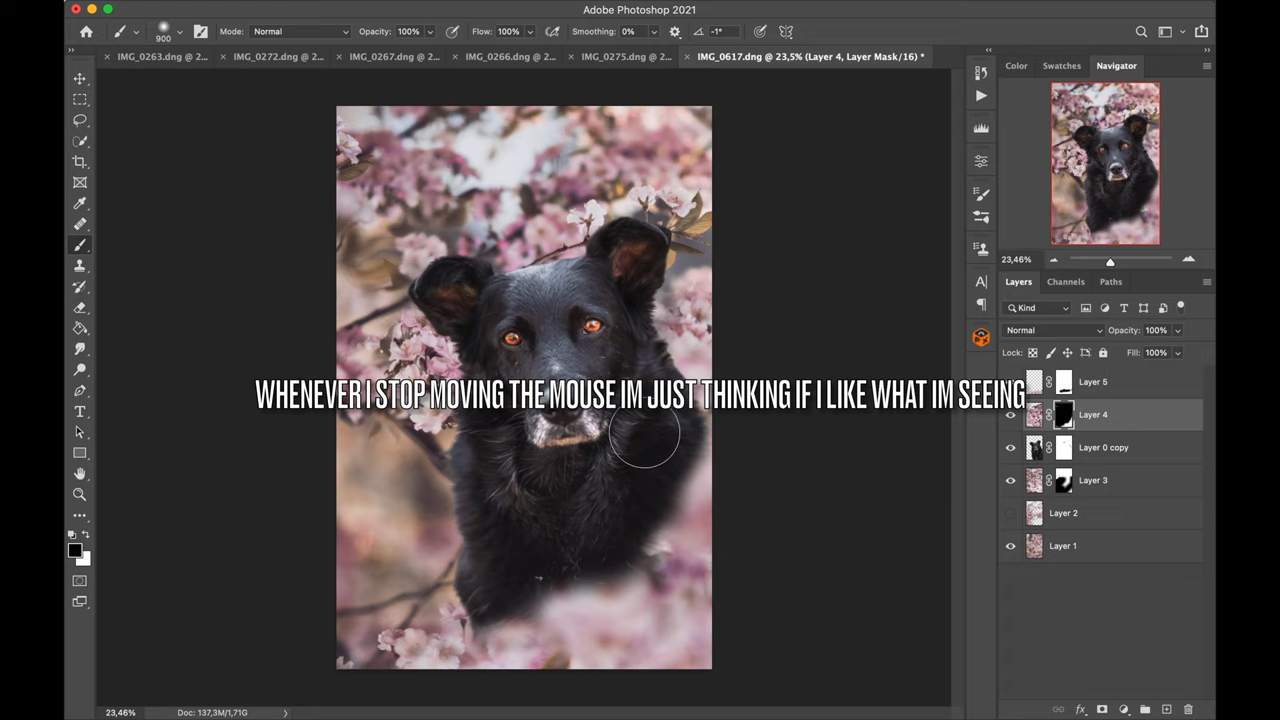 Adobe Photoshop 2021
900
Mode: Normal
Opacity: 100%
Flow: 100%
Smoothing: 0%
-1°
IMG_0263.dng @ 2...
IMG_0272.dng @ 2...
IMG_0267.dng @ 2...
IMG_0266.dng @ 2...
IMG_0275.dng @ 2...
IMG_0617.dng @ 23,5% (Layer 4, Layer Mask/16) *
Color
Swatches
Navigator
23,46%
Layers
Channels
Paths
Kind
Normal
Opacity: 100%
Lock:
Fill: 100%
Layer 5
Layer 4
Layer 0 copy
Layer 3
Layer 2
Layer 1
WHENEVER I STOP MOVING THE MOUSE IM JUST THINKING IF I LIKE WHAT IM SEEING
23,46%
Doc: 137,3M/1,71G